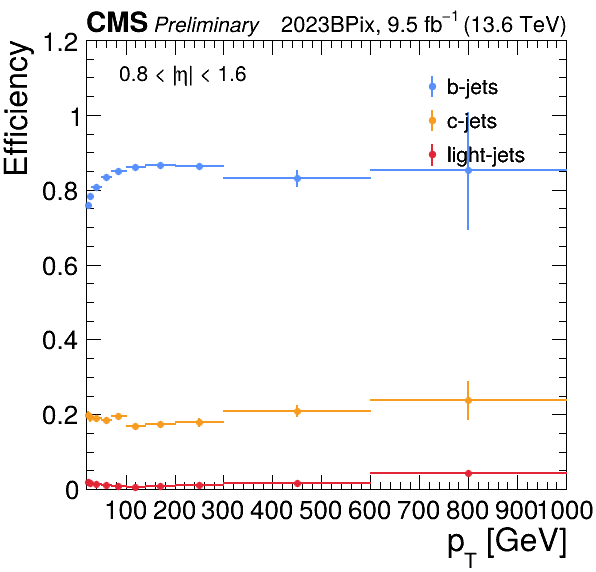 CMS Preliminary 2023BPix, 9.5 fb⁻¹ (13.6 TeV)
0.8 < |η| < 1.6
b-jets
c-jets
light-jets
Efficiency
1.2
1
0.8
0.6
0.4
0.2
0
100 200 300 400 500 600 700 800 900 1000
p_T [GeV]